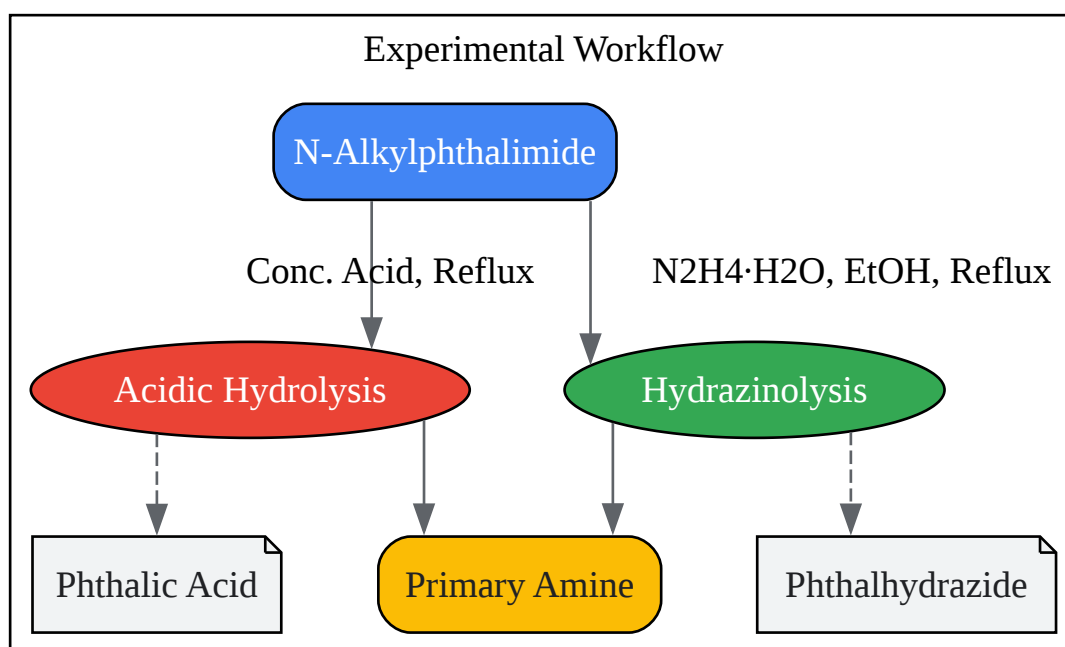 Experimental Workflow
N-Alkylphthalimide
Conc. Acid, Reflux
N2H4·H2O, EtOH, Reflux
Acidic Hydrolysis
Hydrazinolysis
Phthalic Acid
Primary Amine
Phthalhydrazide